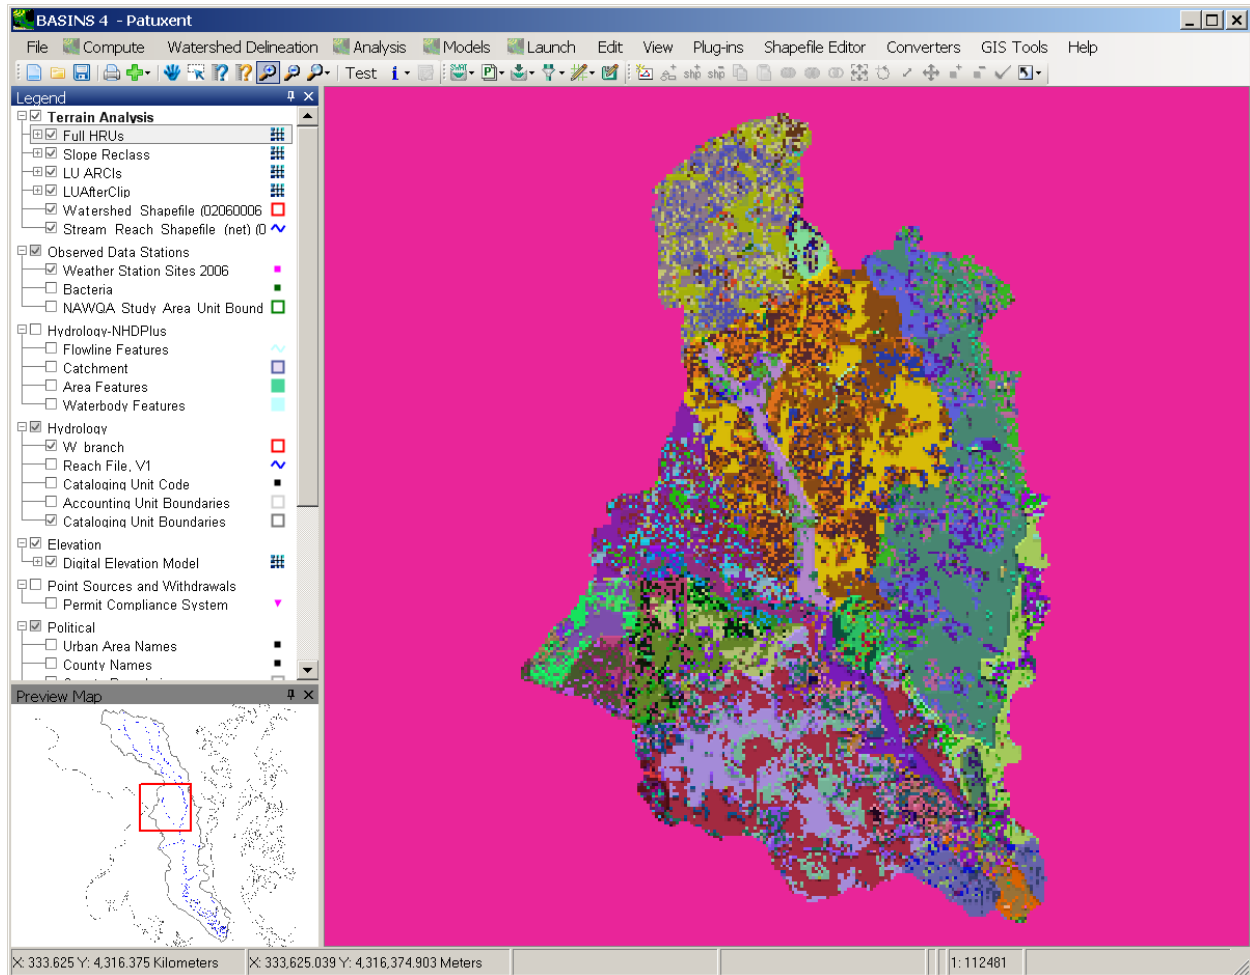 BASINS 4 - Patuxent
File Compute Watershed Delineation Analysis Models Launch Edit View Plug-ins Shapefile Editor Converters GIS Tools Help
Test
Legend
Terrain Analysis
Full HRUs
Slope Reclass
LU ARCIs
LUAfterClip
Watershed Shapefile (02060006
Stream Reach Shapefile (net) (0
Observed Data Stations
Weather Station Sites 2006
Bacteria
NAWQA Study Area Unit Bound
Hydrology-NHDPlus
Flowline Features
Catchment
Area Features
Waterbody Features
Hydrology
W_branch
Reach File, V1
Cataloging Unit Code
Accounting Unit Boundaries
Cataloging Unit Boundaries
Elevation
Digital Elevation Model
Point Sources and Withdrawals
Permit Compliance System
Political
Urban Area Names
County Names
Preview Map
X: 333.625 Y: 4,316.375 Kilometers X: 333,625.039 Y: 4,316,374.903 Meters 1: 112481